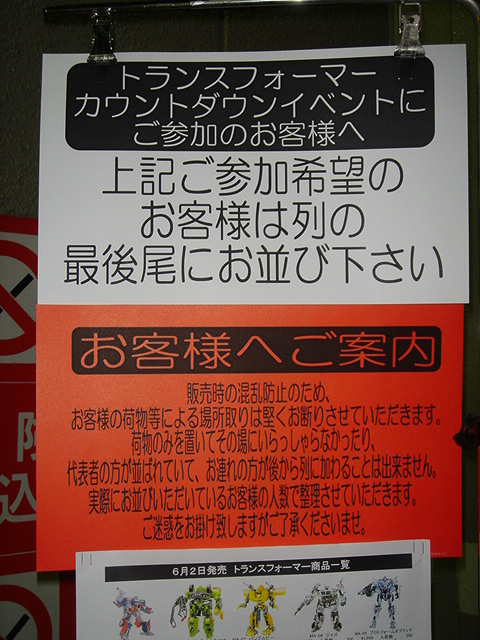 トランスフォーマー
カウントダウンイベントに
ご参加のお客様へ
上記ご参加希望の
お客様は列の
最後尾にお並び下さい
お客様へご案内
販売時の混乱防止のため、
お客様の荷物等による場所取りは堅くお断りさせていただきます。
荷物のみを置いてその場にいらっしゃらなかったり、
代表者の方が並ばれていて、お連れの方が後から列に加わることは出来ません。
実際にお並びいただいているお客様の人数で整理させていただきます。
ご迷惑をお掛け致しますがご了承くださいませ。
6月2日発売 トランスフォーマー商品一覧
込